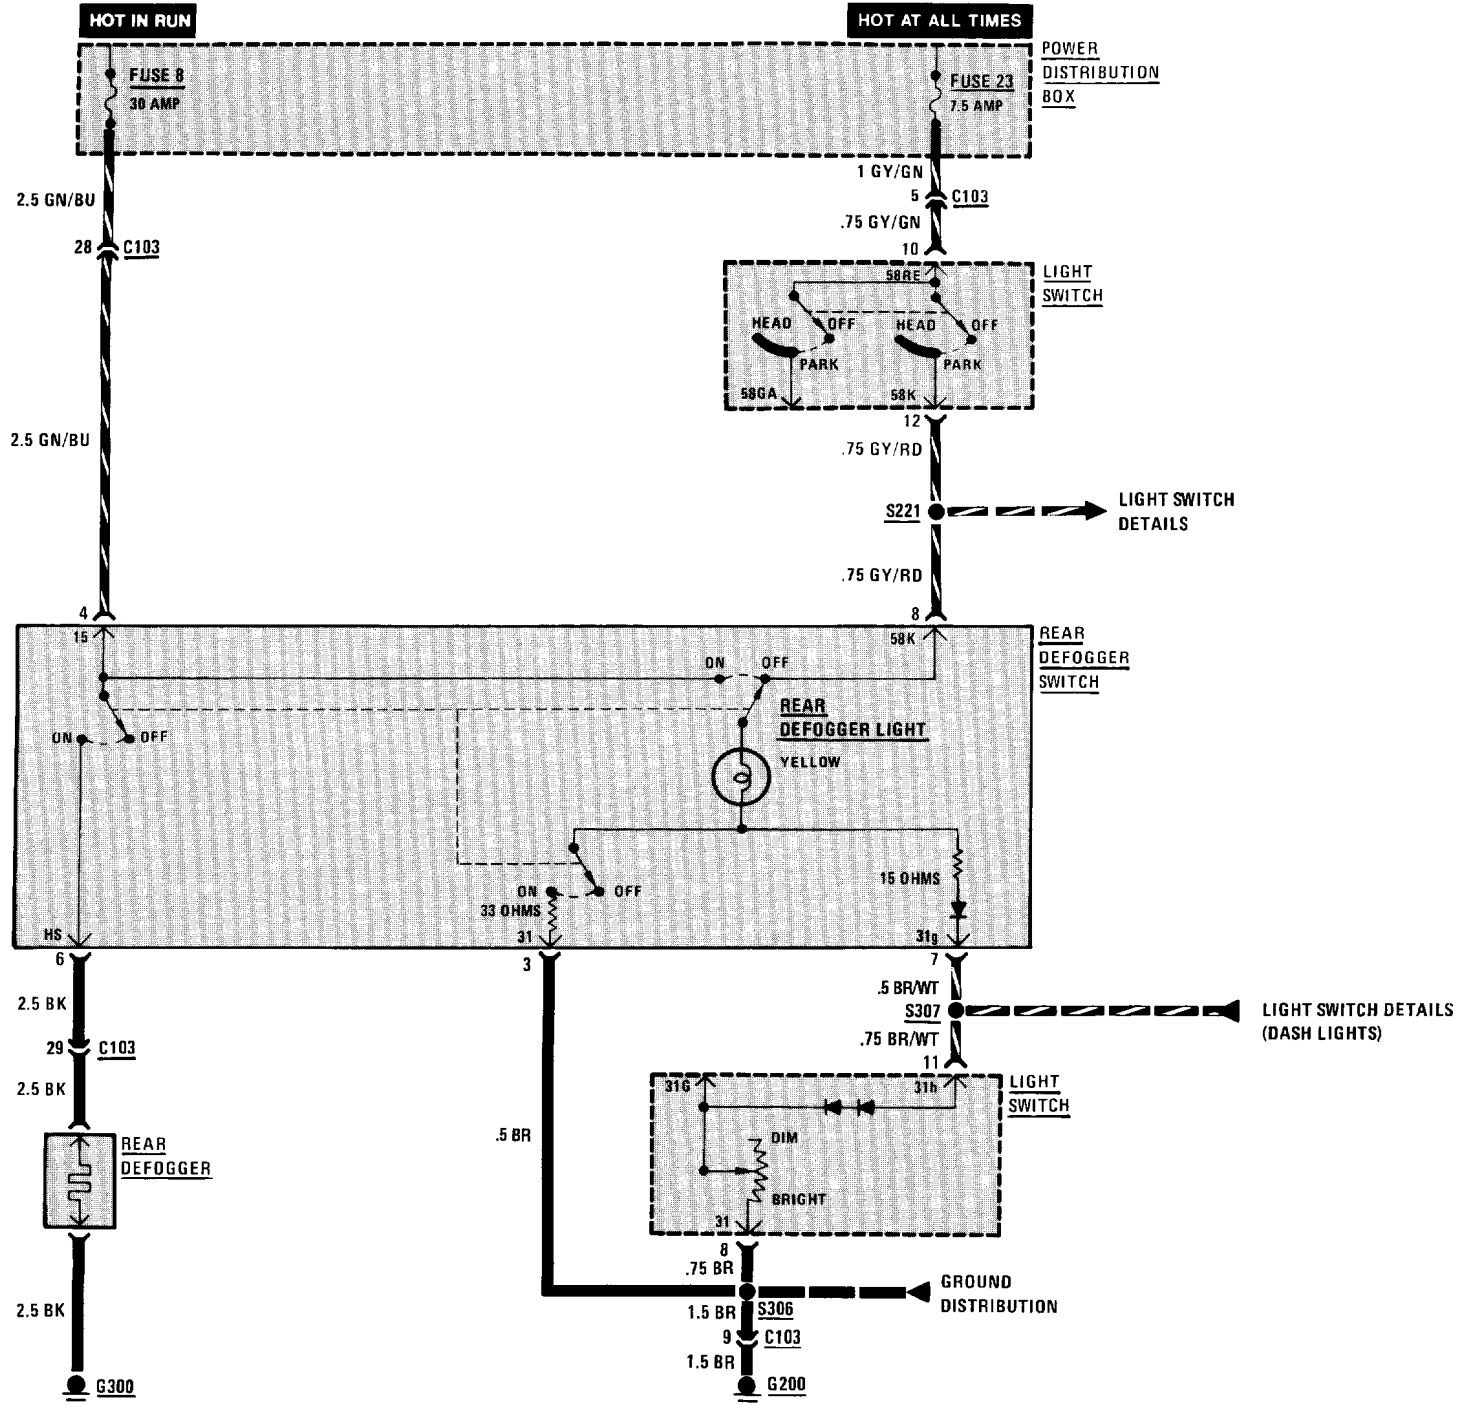 HOT IN RUN
HOT AT ALL TIMES
POWER
DISTRIBUTION
BOX
FUSE 8
30 AMP
FUSE 23
7.5 AMP
2.5 GN/BU
1 GY/GN
5 C103
.75 GY/GN
28 C103
10
58RE
LIGHT
SWITCH
HEAD
OFF
PARK
HEAD
OFF
PARK
58GA
58K
12
2.5 GN/BU
.75 GY/RD
S221
LIGHT SWITCH
DETAILS
.75 GY/RD
4
8
15
58K
REAR
DEFOGGER
SWITCH
ON OFF
REAR
DEFOGGER LIGHT
YELLOW
ON OFF
15 OHMS
ON OFF
33 OHMS
HS
31
31g
6
3
7
2.5 BK
.5 BR/WT
S307
LIGHT SWITCH DETAILS
(DASH LIGHTS)
.75 BR/WT
29 C103
11
2.5 BK
31G
31h
LIGHT
SWITCH
REAR
DEFOGGER
.5 BR
DIM
BRIGHT
31
8
.75 BR
GROUND
DISTRIBUTION
2.5 BK
1.5 BR
S306
9 C103
1.5 BR
G300
G200